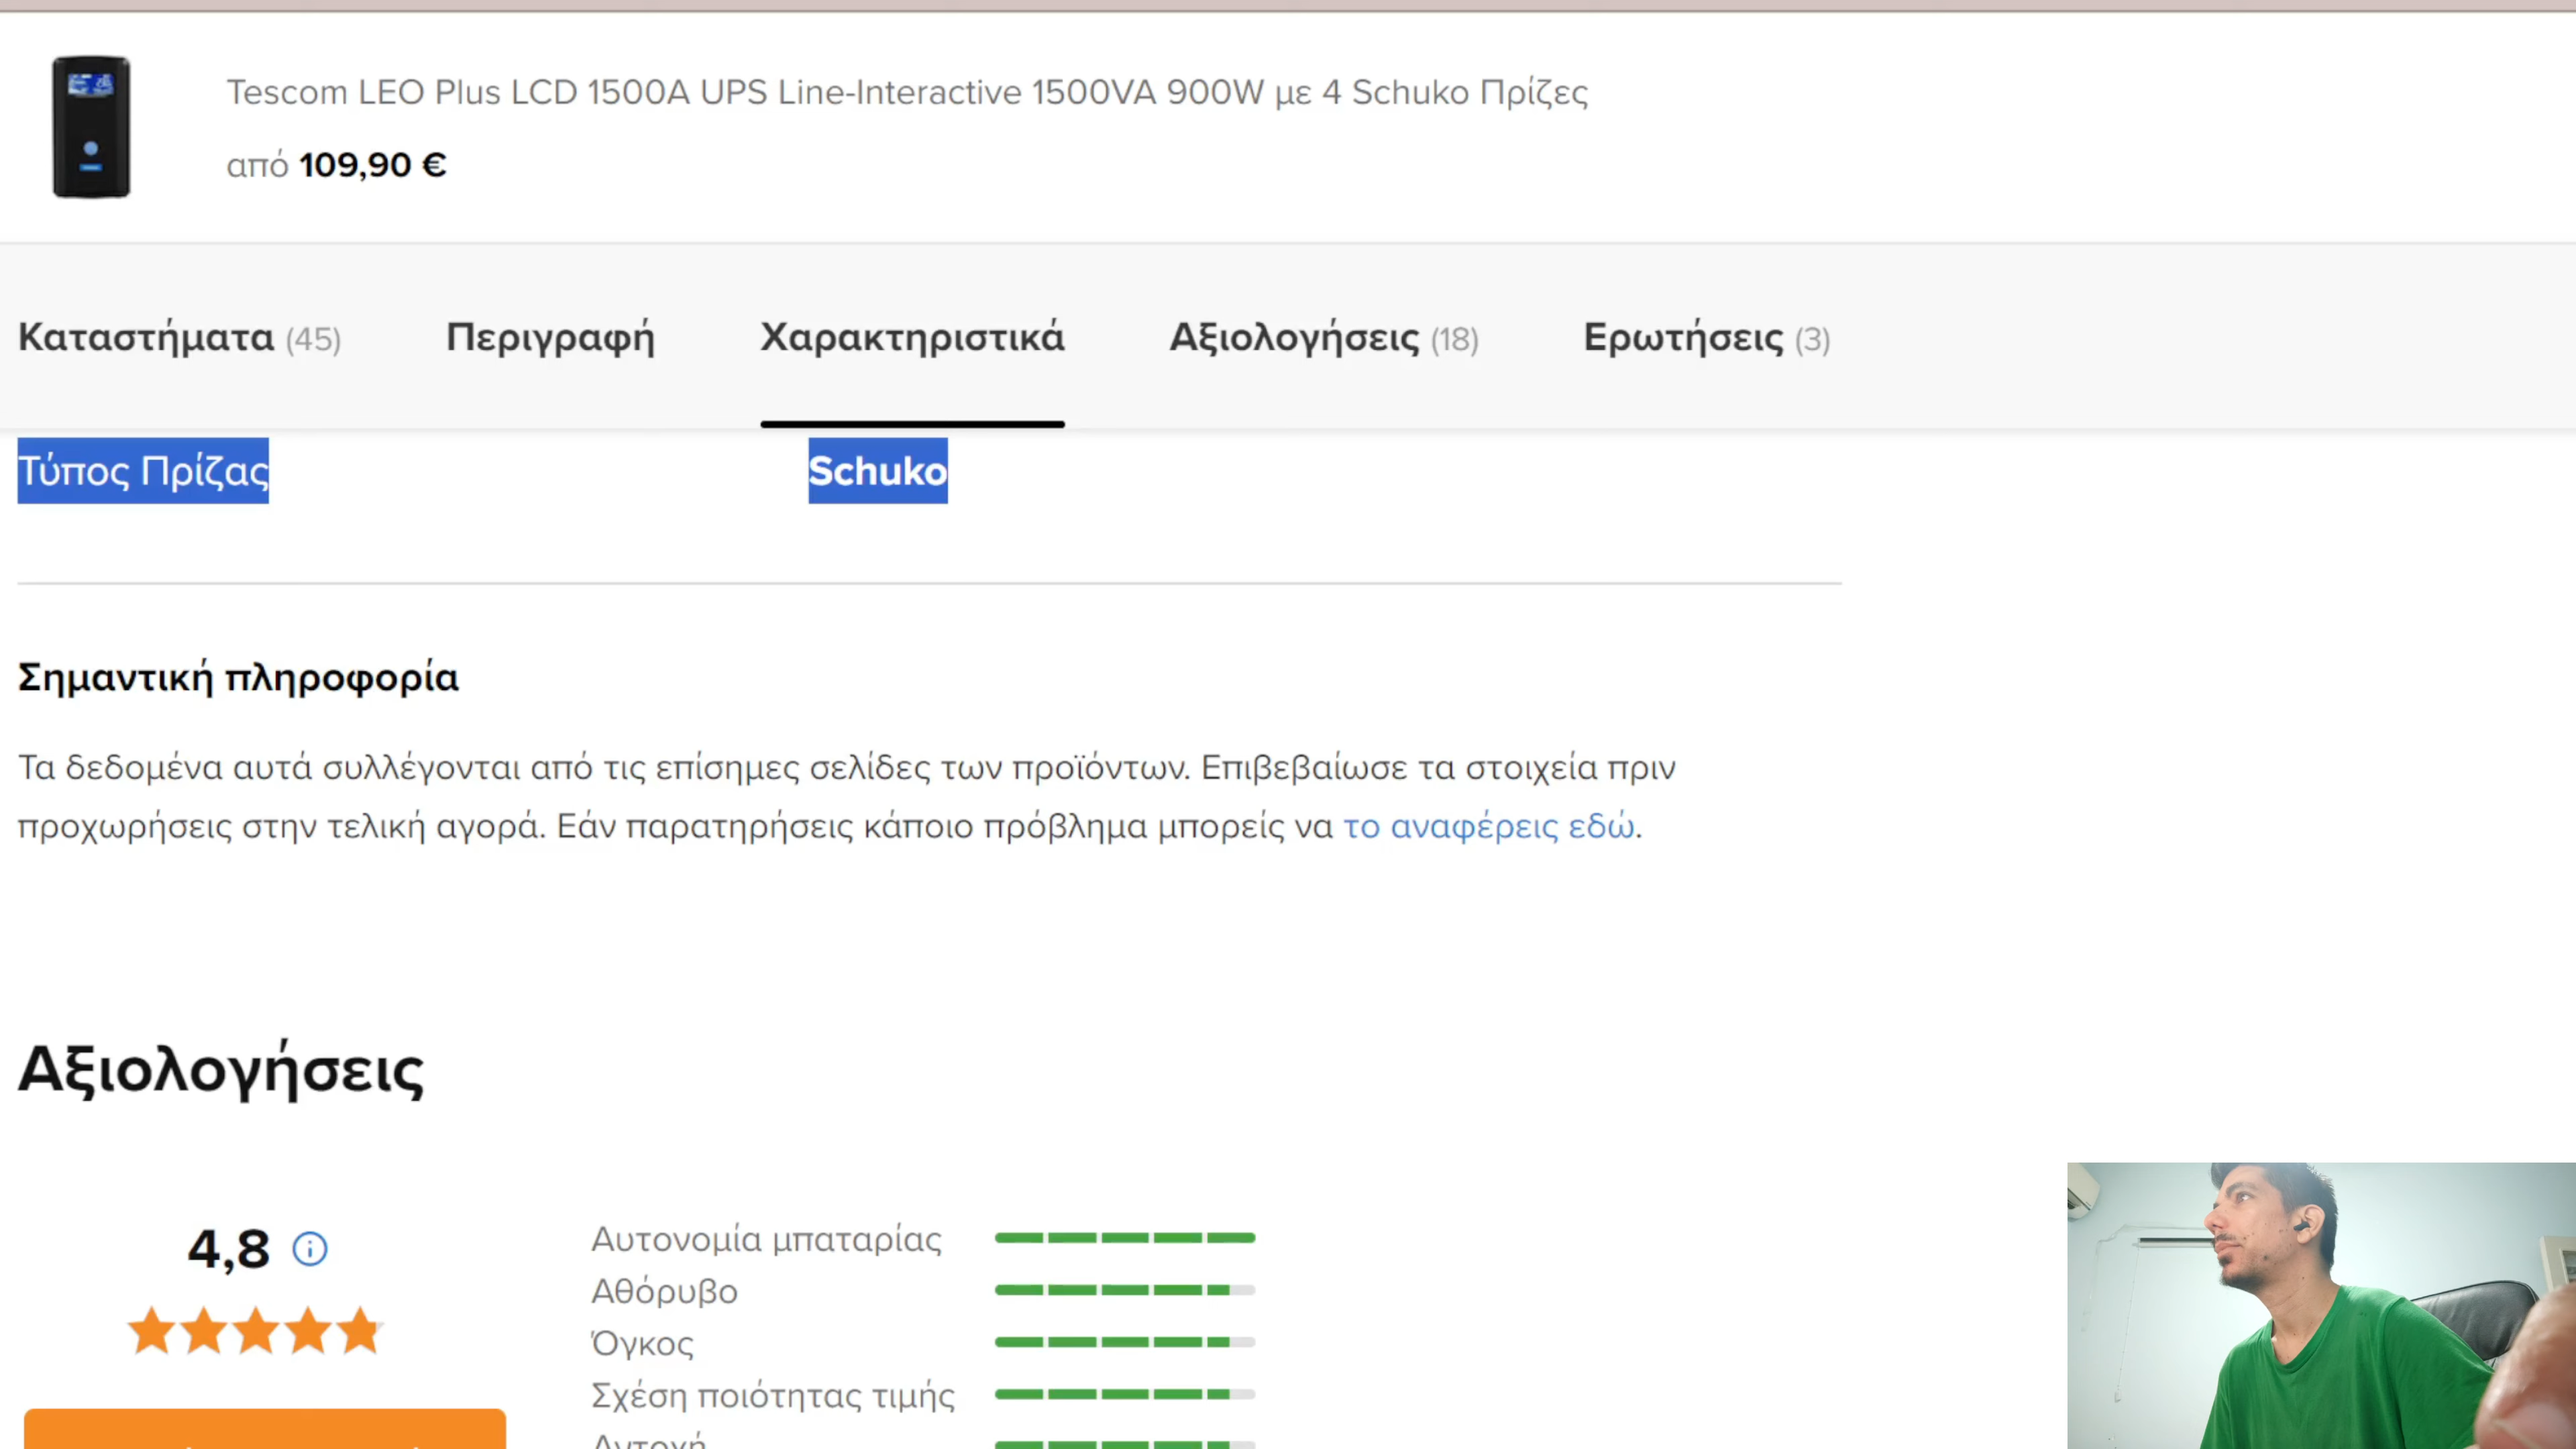 Tescom LEO Plus LCD 1500A UPS Line-Interactive 1500VA 900W με 4 Schuko Πρίζες
από 109,90 €
Καταστήματα (45) Περιγραφή Χαρακτηριστικά Αξιολογήσεις (18) Ερωτήσεις (3)
Τύπος Πρίζας Schuko
Σημαντική πληροφορία
Τα δεδομένα αυτά συλλέγονται από τις επίσημες σελίδες των προϊόντων. Επιβεβαίωσε τα στοιχεία πριν
προχωρήσεις στην τελική αγορά. Εάν παρατηρήσεις κάποιο πρόβλημα μπορείς να το αναφέρεις εδώ.
Αξιολογήσεις
4,8
Αυτονομία μπαταρίας
Αθόρυβο
Όγκος
Σχέση ποιότητας τιμής